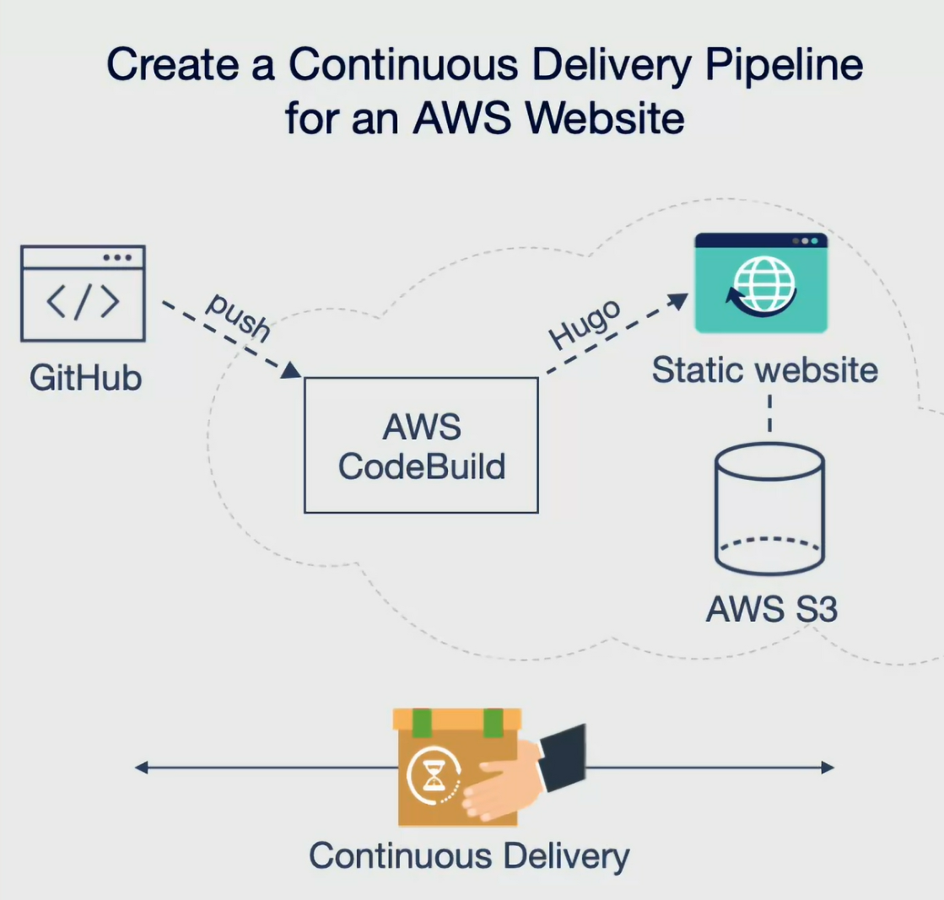 Create a Continuous Delivery Pipeline
for an AWS Website
</>
GitHub
push
AWS
CodeBuild
Hugo
Static website
AWS S3
Continuous Delivery